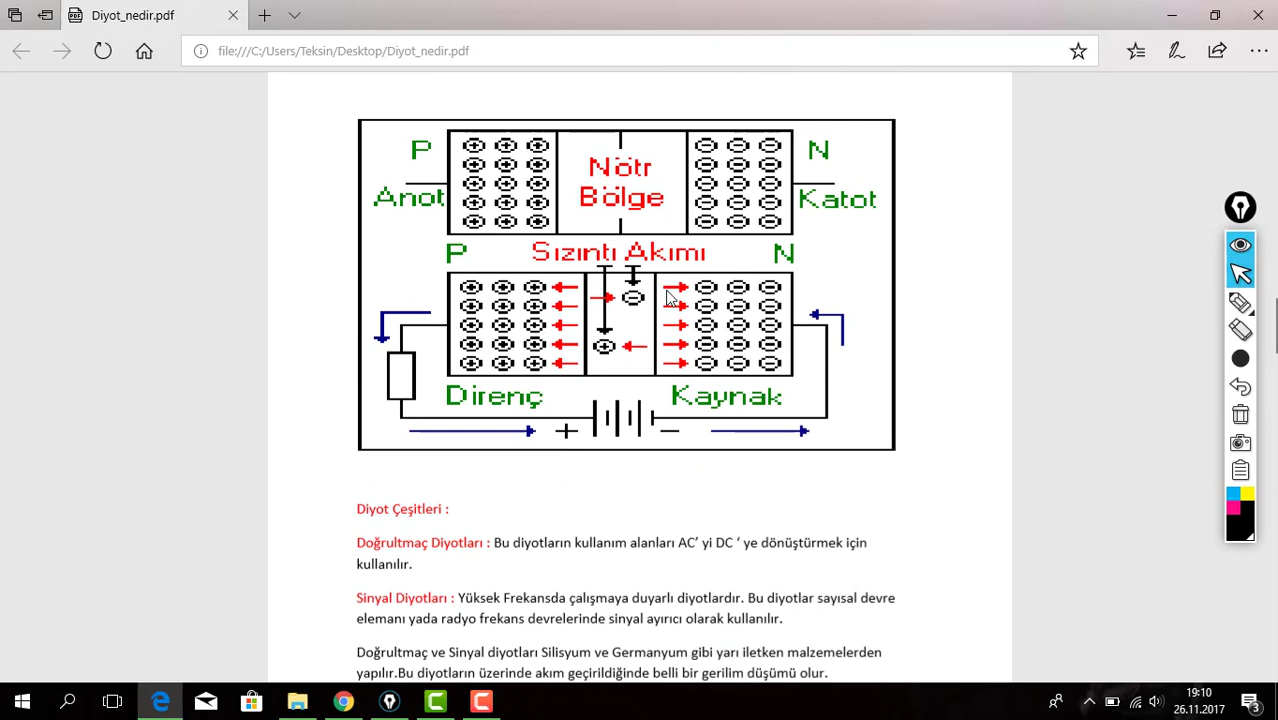 Diyot_nedir.pdf
file:///C:/Users/Teksin/Desktop/Diyot_nedir.pdf
P Nötr N
Anot Bölge Katot
P Sızıntı Akımı N
Direnç Kaynak
+ −
Diyot Çeşitleri :
Doğrultmaç Diyotları : Bu diyotların kullanım alanları AC’ yi DC ‘ ye dönüştürmek için
kullanılır.
Sinyal Diyotları : Yüksek Frekansda çalışmaya duyarlı diyotlardır. Bu diyotlar sayısal devre
elemanı yada radyo frekans devrelerinde sinyal ayırıcı olarak kullanılır.
Doğrultmaç ve Sinyal diyotları Silisyum ve Germanyum gibi yarı iletken malzemelerden
yapılır.Bu diyotların üzerinde akım geçirildiğinde belli bir gerilim düşümü olur.
19:10
26.11.2017
3